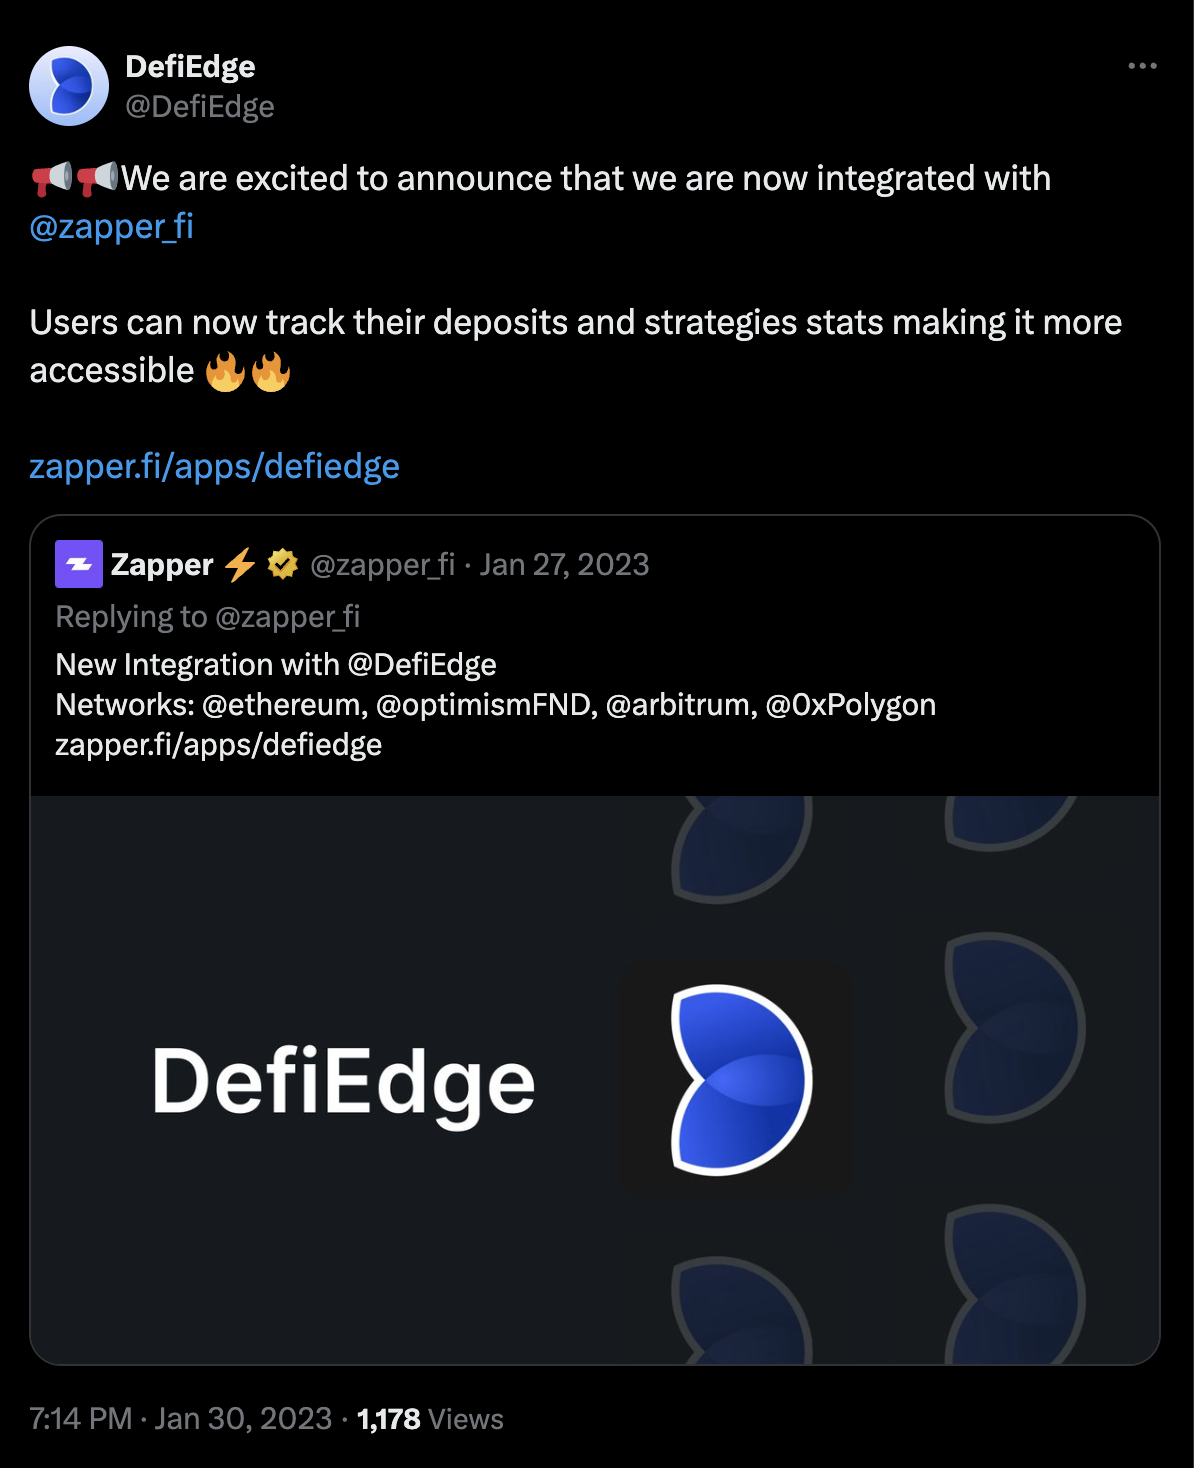 DefiEdge
@DefiEdge
📢📢We are excited to announce that we are now integrated with
@zapper_fi
Users can now track their deposits and strategies stats making it more
accessible 🔥🔥
zapper.fi/apps/defiedge
Zapper ⚡ @zapper_fi · Jan 27, 2023
Replying to @zapper_fi
New Integration with @DefiEdge
Networks: @ethereum, @optimismFND, @arbitrum, @0xPolygon
zapper.fi/apps/defiedge
DefiEdge
7:14 PM · Jan 30, 2023 · 1,178 Views